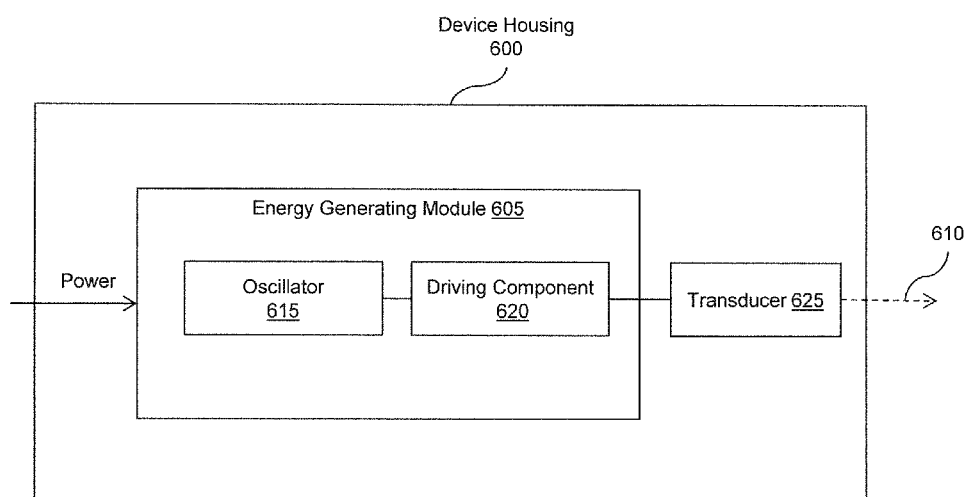 Device Housing
600
Energy Generating Module 605
610
Power
Oscillator
615
Driving Component
620
Transducer 625